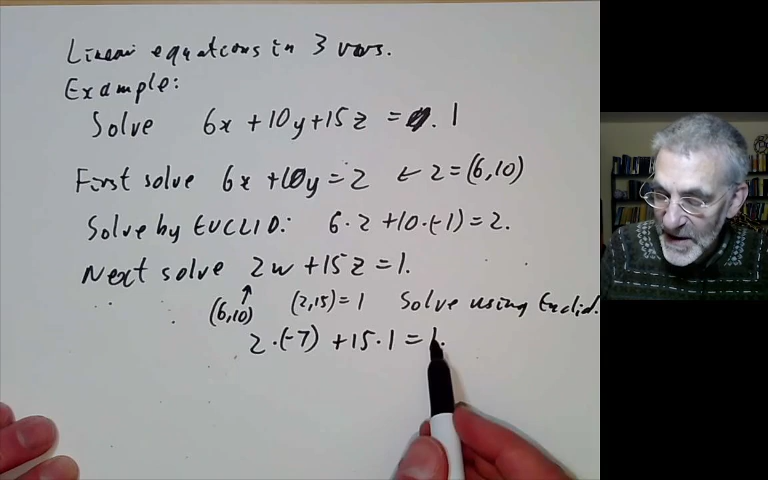 Linear equations in 3 vars.
Example:
Solve 6x + 10y + 15z = 1
First solve 6x + 10y = 2 ← 2 = (6,10)
Solve by EUCLID: 6·2 + 10·(-1) = 2.
Next solve 2w + 15z = 1.
(6,10) ↑ (2,15) = 1 Solve using Euclid.
2·(-7) + 15·1 = 1.